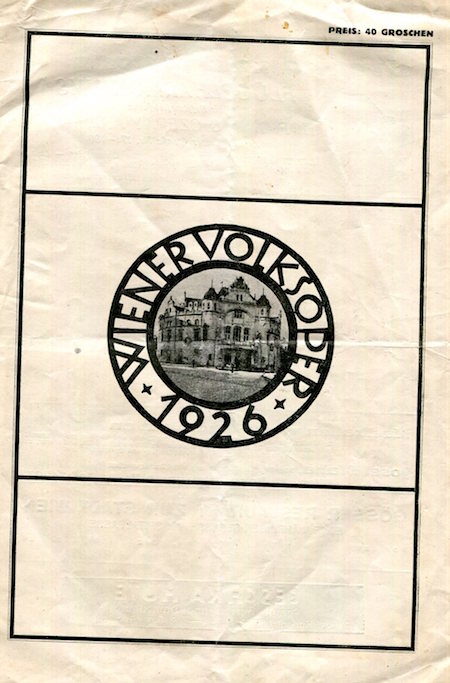 PREIS: 40 GROSCHEN
WIENER VOLKSOPER
1926